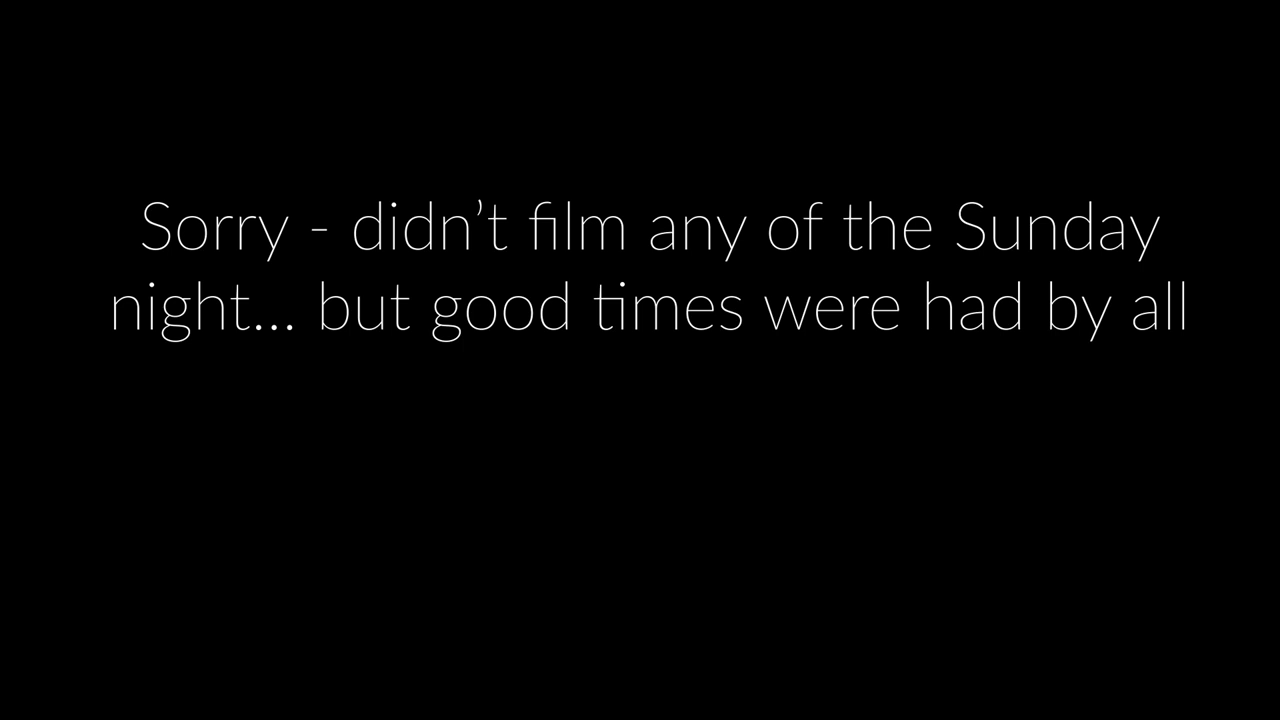 Sorry - didn’t film any of the Sunday
night... but good times were had by all